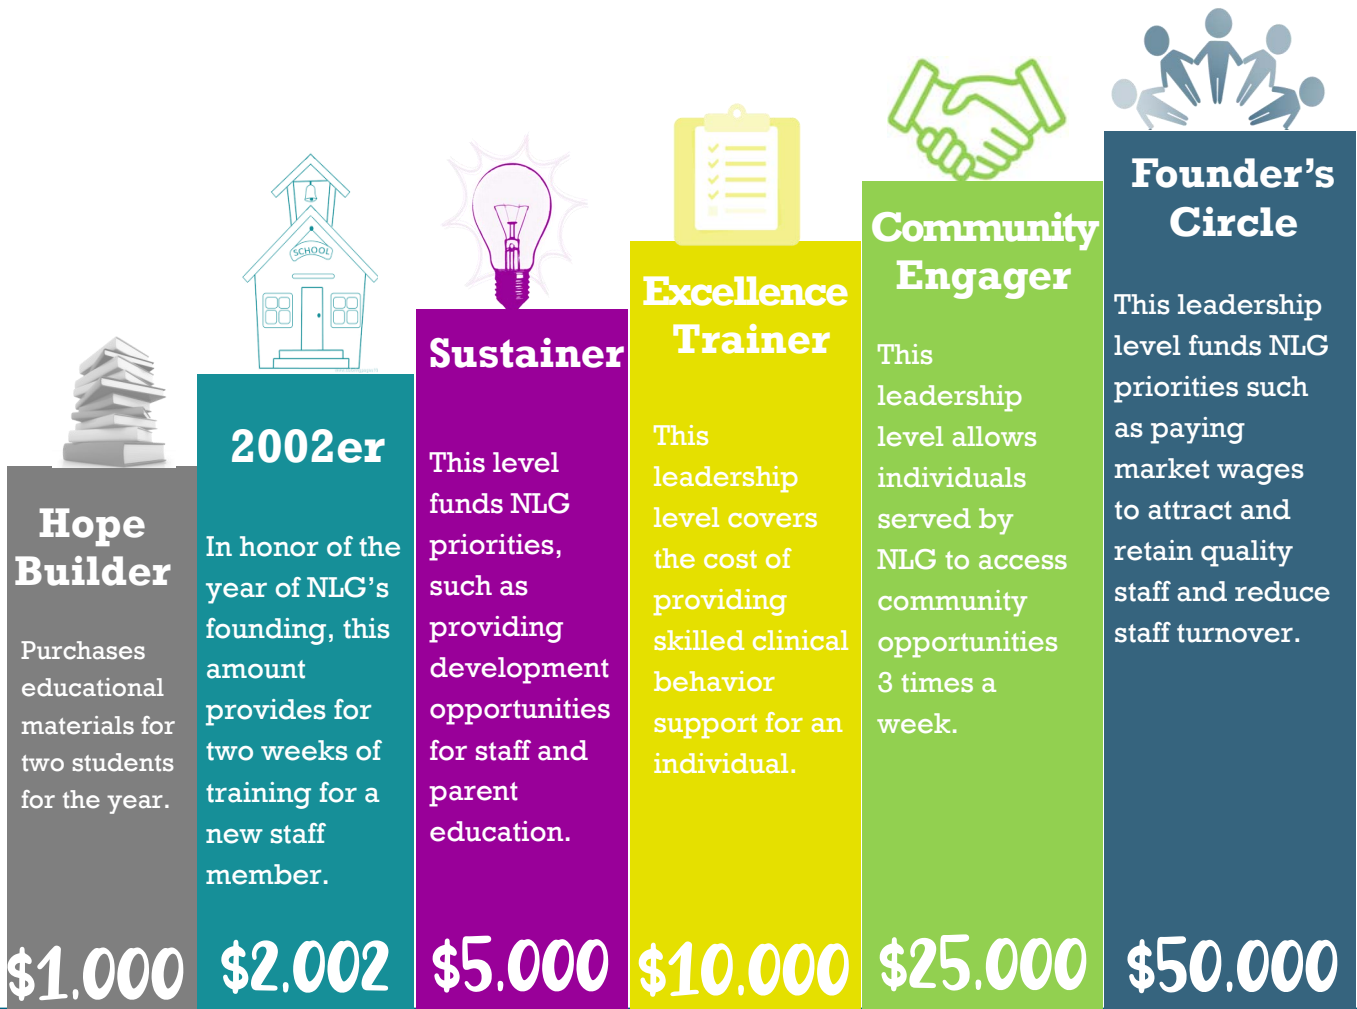 SCHOOL
Hope
Builder
Purchases
educational
materials for
two students
for the year.
$1,000
2002er
In honor of the
year of NLG’s
founding, this
amount
provides for
two weeks of
training for a
new staff
member.
$2,002
Sustainer
This level
funds NLG
priorities,
such as
providing
development
opportunities
for staff and
parent
education.
$5,000
Excellence
Trainer
This
leadership
level covers
the cost of
providing
skilled clinical
behavior
support for an
individual.
$10,000
Community
Engager
This
leadership
level allows
individuals
served by
NLG to access
community
opportunities
3 times a
week.
$25,000
Founder’s
Circle
This leadership
level funds NLG
priorities such
as paying
market wages
to attract and
retain quality
staff and reduce
staff turnover.
$50,000